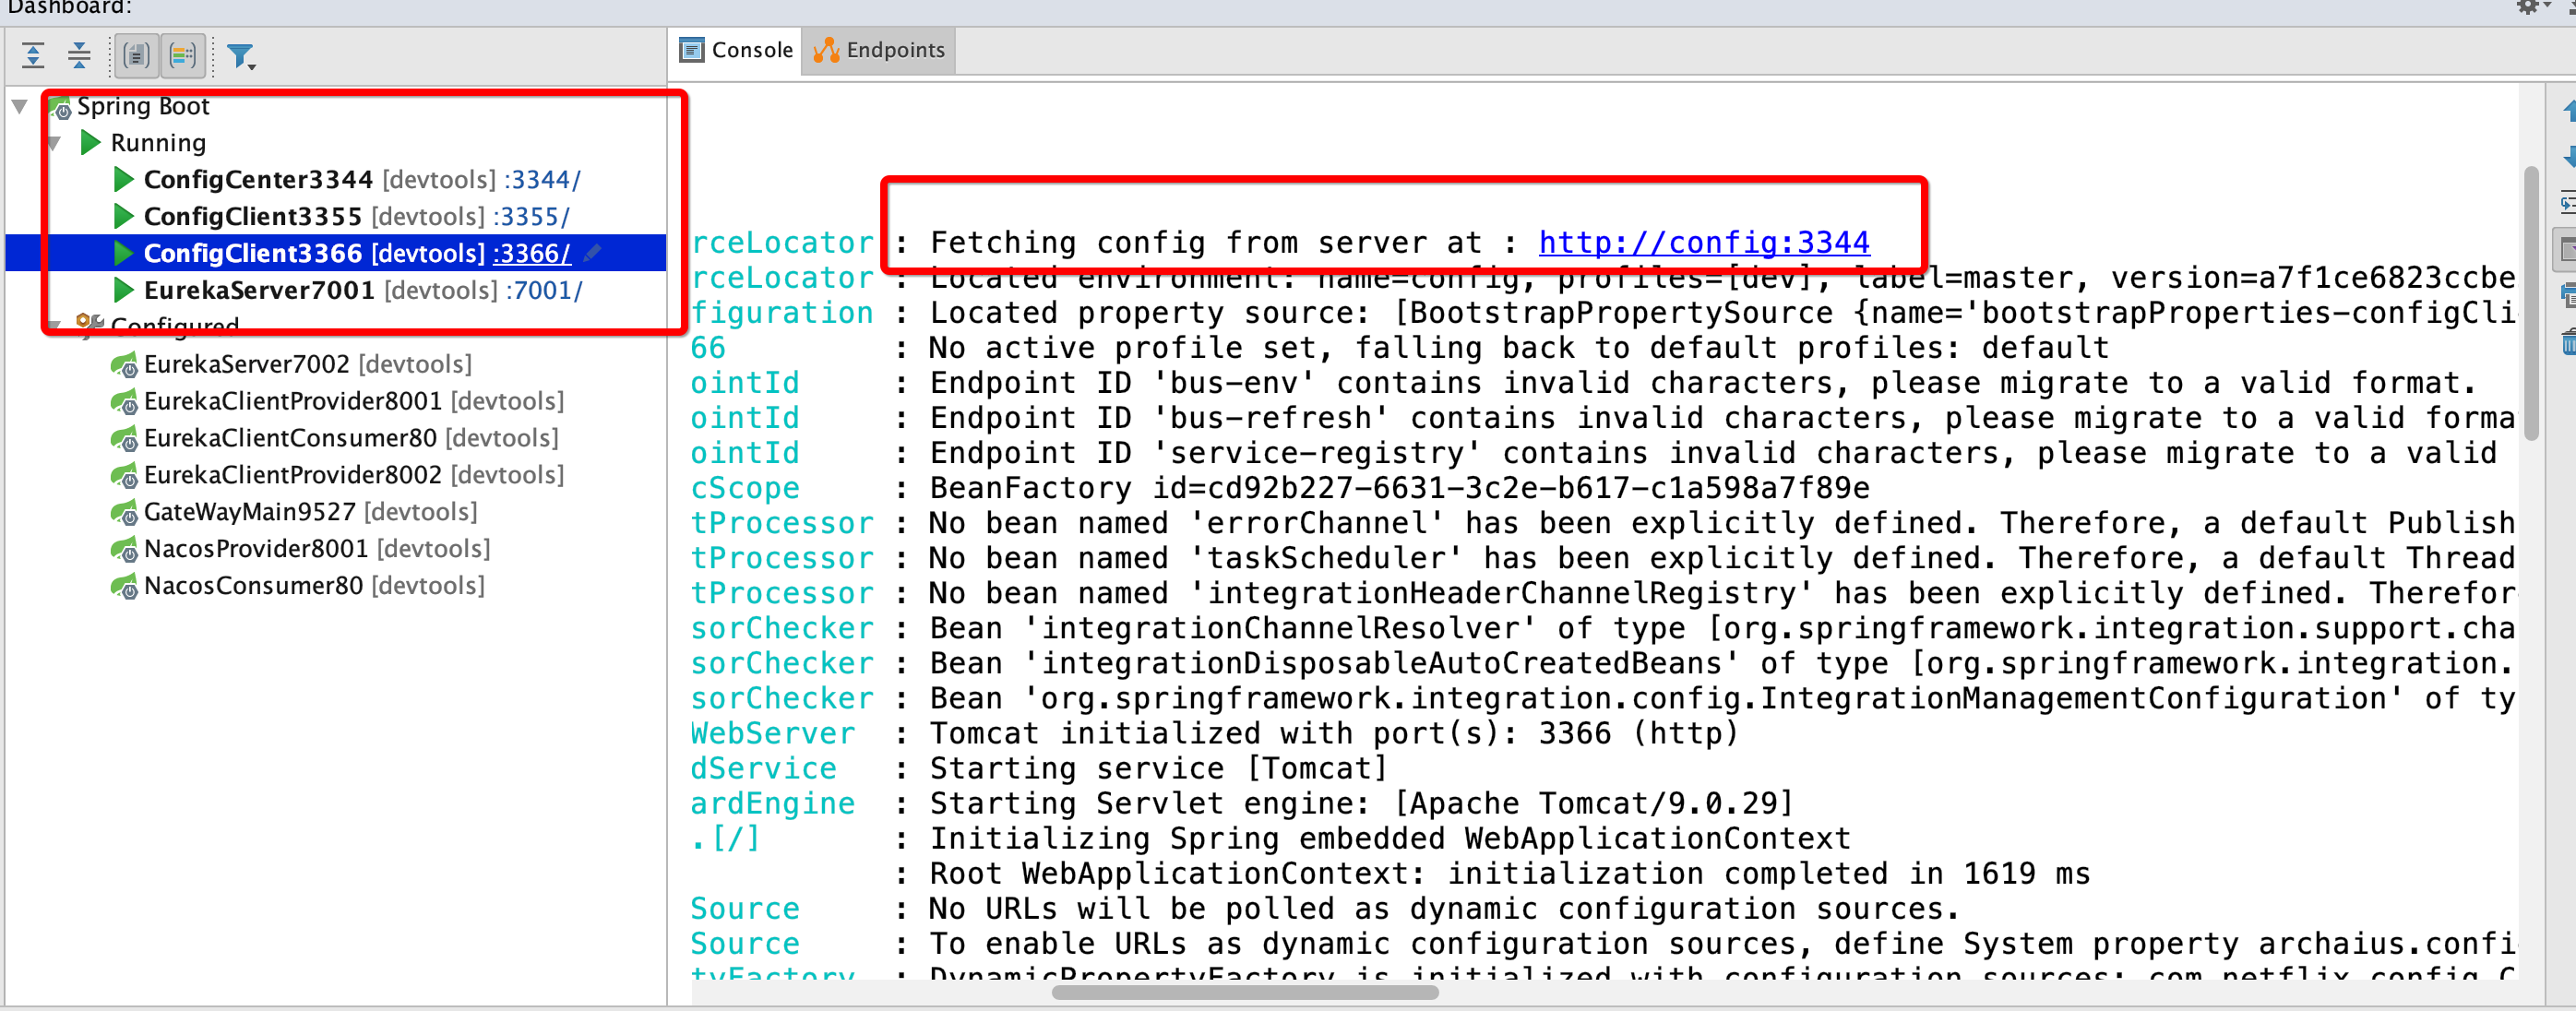 Dashboard:
Console
Endpoints
Spring Boot
Running
ConfigCenter3344 [devtools] :3344/
ConfigClient3355 [devtools] :3355/
ConfigClient3366 [devtools] :3366/
EurekaServer7001 [devtools] :7001/
Configured
EurekaServer7002 [devtools]
EurekaClientProvider8001 [devtools]
EurekaClientConsumer80 [devtools]
EurekaClientProvider8002 [devtools]
GateWayMain9527 [devtools]
NacosProvider8001 [devtools]
NacosConsumer80 [devtools]
rceLocator : Fetching config from server at : http://config:3344
rceLocator : Located environment: name=config, profiles=[dev], label=master, version=a7f1ce6823ccbe
figuration : Located property source: [BootstrapPropertySource {name='bootstrapProperties-configCli
66 : No active profile set, falling back to default profiles: default
ointId : Endpoint ID 'bus-env' contains invalid characters, please migrate to a valid format.
ointId : Endpoint ID 'bus-refresh' contains invalid characters, please migrate to a valid forma
ointId : Endpoint ID 'service-registry' contains invalid characters, please migrate to a valid
cScope : BeanFactory id=cd92b227-6631-3c2e-b617-c1a598a7f89e
tProcessor : No bean named 'errorChannel' has been explicitly defined. Therefore, a default Publish
tProcessor : No bean named 'taskScheduler' has been explicitly defined. Therefore, a default Thread
tProcessor : No bean named 'integrationHeaderChannelRegistry' has been explicitly defined. Therefor
sorChecker : Bean 'integrationChannelResolver' of type [org.springframework.integration.support.cha
sorChecker : Bean 'integrationDisposableAutoCreatedBeans' of type [org.springframework.integration.
sorChecker : Bean 'org.springframework.integration.config.IntegrationManagementConfiguration' of ty
WebServer : Tomcat initialized with port(s): 3366 (http)
dService : Starting service [Tomcat]
ardEngine : Starting Servlet engine: [Apache Tomcat/9.0.29]
.[/] : Initializing Spring embedded WebApplicationContext
: Root WebApplicationContext: initialization completed in 1619 ms
Source : No URLs will be polled as dynamic configuration sources.
Source : To enable URLs as dynamic configuration sources, define System property archaius.confi
tyFactory : DynamicPropertyFactory is initialized with configuration sources: com.netflix.config.C